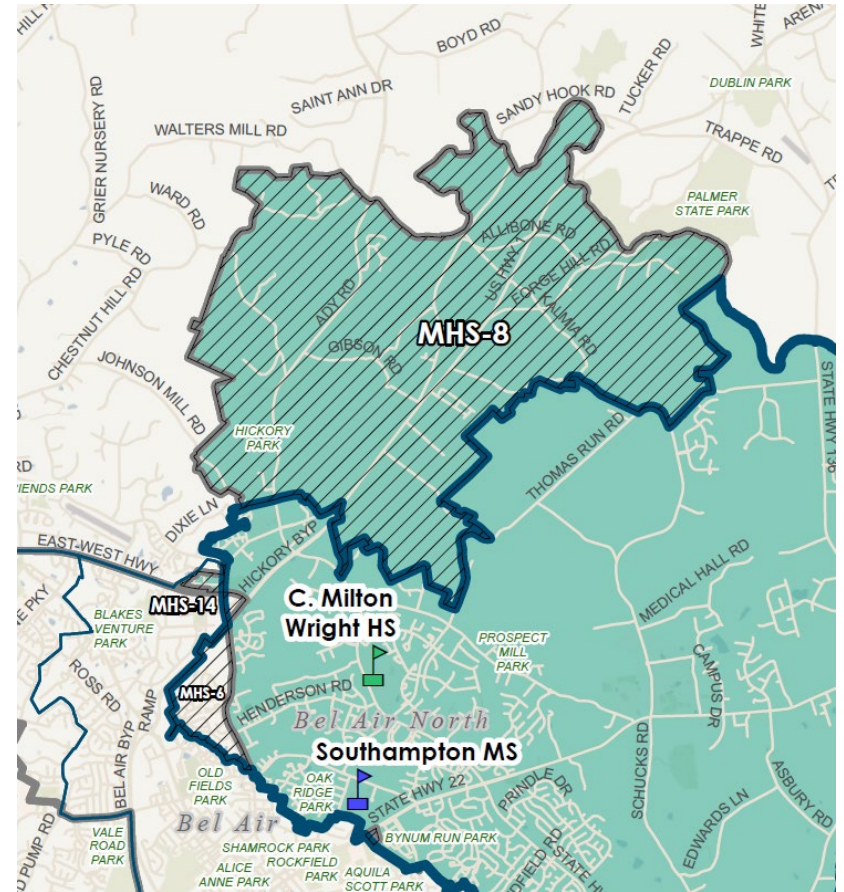 HILL
BOYD RD
WHITE
ARENA
TUCKER RD
DUBLIN PARK
SAINT ANN DR
SANDY HOOK RD
GRIER NURSERY RD
WALTERS MILL RD
TRAPPE RD
WARD RD
PALMER
STATE PARK
PYLE RD
ALLIBONE RD
US HWY 1
FORGE HILL RD
CHESTNUT HILL RD
ADY RD
KALMIA RD
MHS-8
GIBSON RD
JOHNSON MILL RD
STATE HWY 136
HICKORY
PARK
RD
THOMAS RUN RD
IENDS PARK
DIXIE LN
EAST-WEST HWY
HICKORY BYP
MEDICAL HALL RD
C. Milton
Wright HS
MHS-14
BLAKES
VENTURE
PARK
E PKY
PROSPECT
MILL
PARK
ROSS RD
RAMP
MHS-6
HENDERSON RD
CAMPUS DR
Bel Air North
BEL AIR BYP
Southampton MS
SCHUCKS RD
OLD
FIELDS
PARK
OAK
RIDGE
PARK
STATE HWY 22
PRINDLE DR
ASBURY RD
EDWARDS LN
Bel Air
D PUMP RD
VALE
ROAD
PARK
BYNUM RUN PARK
SHAMROCK PARK
ROCKFIELD
PARK
ALICE
ANNE PARK
AQUILA
SCOTT PARK
DFIELD RD
STATE H